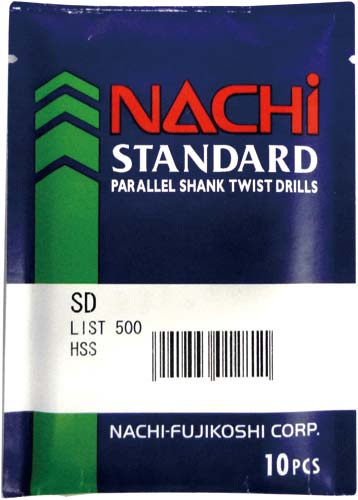 NACHi
STANDARD
PARALLEL SHANK TWIST DRILLS
SD
LIST 500
HSS
NACHI-FUJIKOSHI CORP.
10PCS